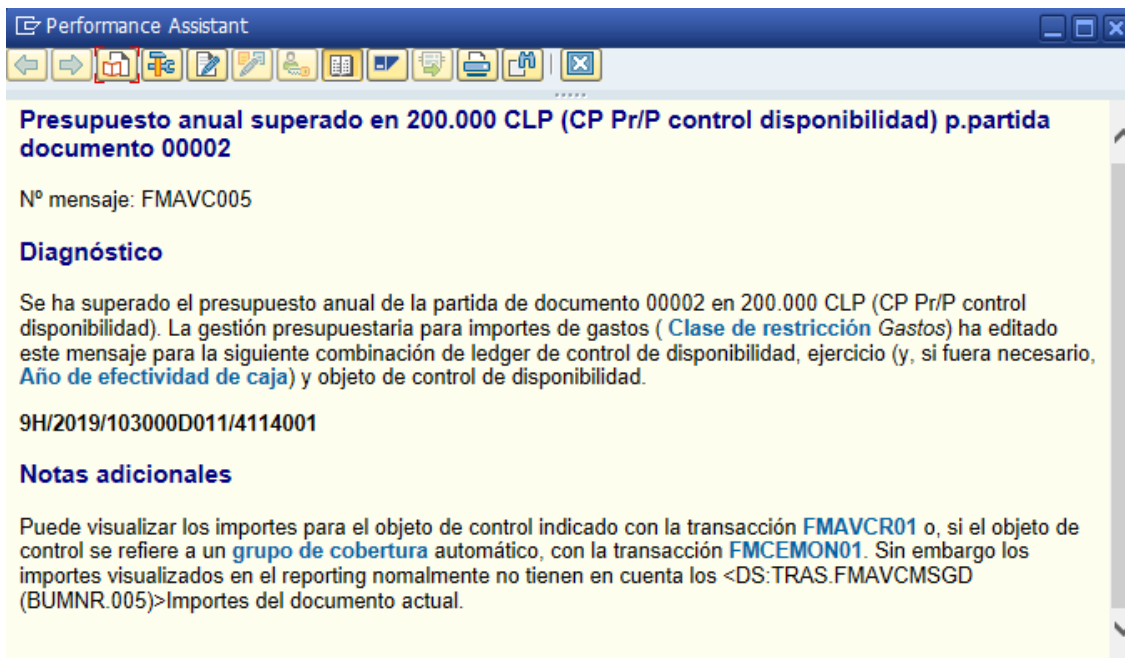 Performance Assistant
Presupuesto anual superado en 200.000 CLP (CP Pr/P control disponibilidad) p.partida
documento 00002
Nº mensaje: FMAVC005
Diagnóstico
Se ha superado el presupuesto anual de la partida de documento 00002 en 200.000 CLP (CP Pr/P control
disponibilidad). La gestión presupuestaria para importes de gastos ( Clase de restricción Gastos) ha editado
este mensaje para la siguiente combinación de ledger de control de disponibilidad, ejercicio (y, si fuera necesario,
Año de efectividad de caja) y objeto de control de disponibilidad.
9H/2019/103000D011/4114001
Notas adicionales
Puede visualizar los importes para el objeto de control indicado con la transacción FMAVCR01 o, si el objeto de
control se refiere a un grupo de cobertura automático, con la transacción FMCEMON01. Sin embargo los
importes visualizados en el reporting nomalmente no tienen en cuenta los <DS:TRAS.FMAVCMSGD
(BUMNR.005)>Importes del documento actual.